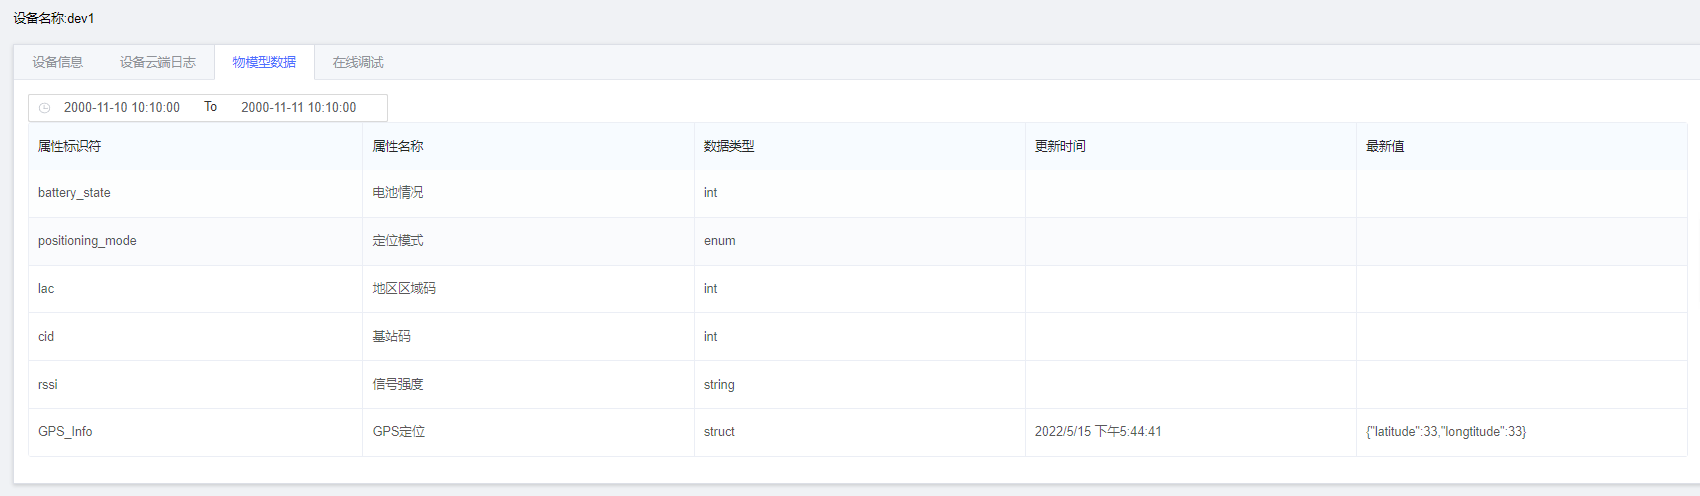 设备名称:dev1
设备信息 设备云端日志 物模型数据 在线调试
2000-11-10 10:10:00 To 2000-11-11 10:10:00
属性标识符 属性名称 数据类型 更新时间 最新值
battery_state 电池情况 int
positioning_mode 定位模式 enum
lac 地区区域码 int
cid 基站码 int
rssi 信号强度 string
GPS_Info GPS定位 struct 2022/5/15 下午5:44:41 {"latitude":33,"longtitude":33}